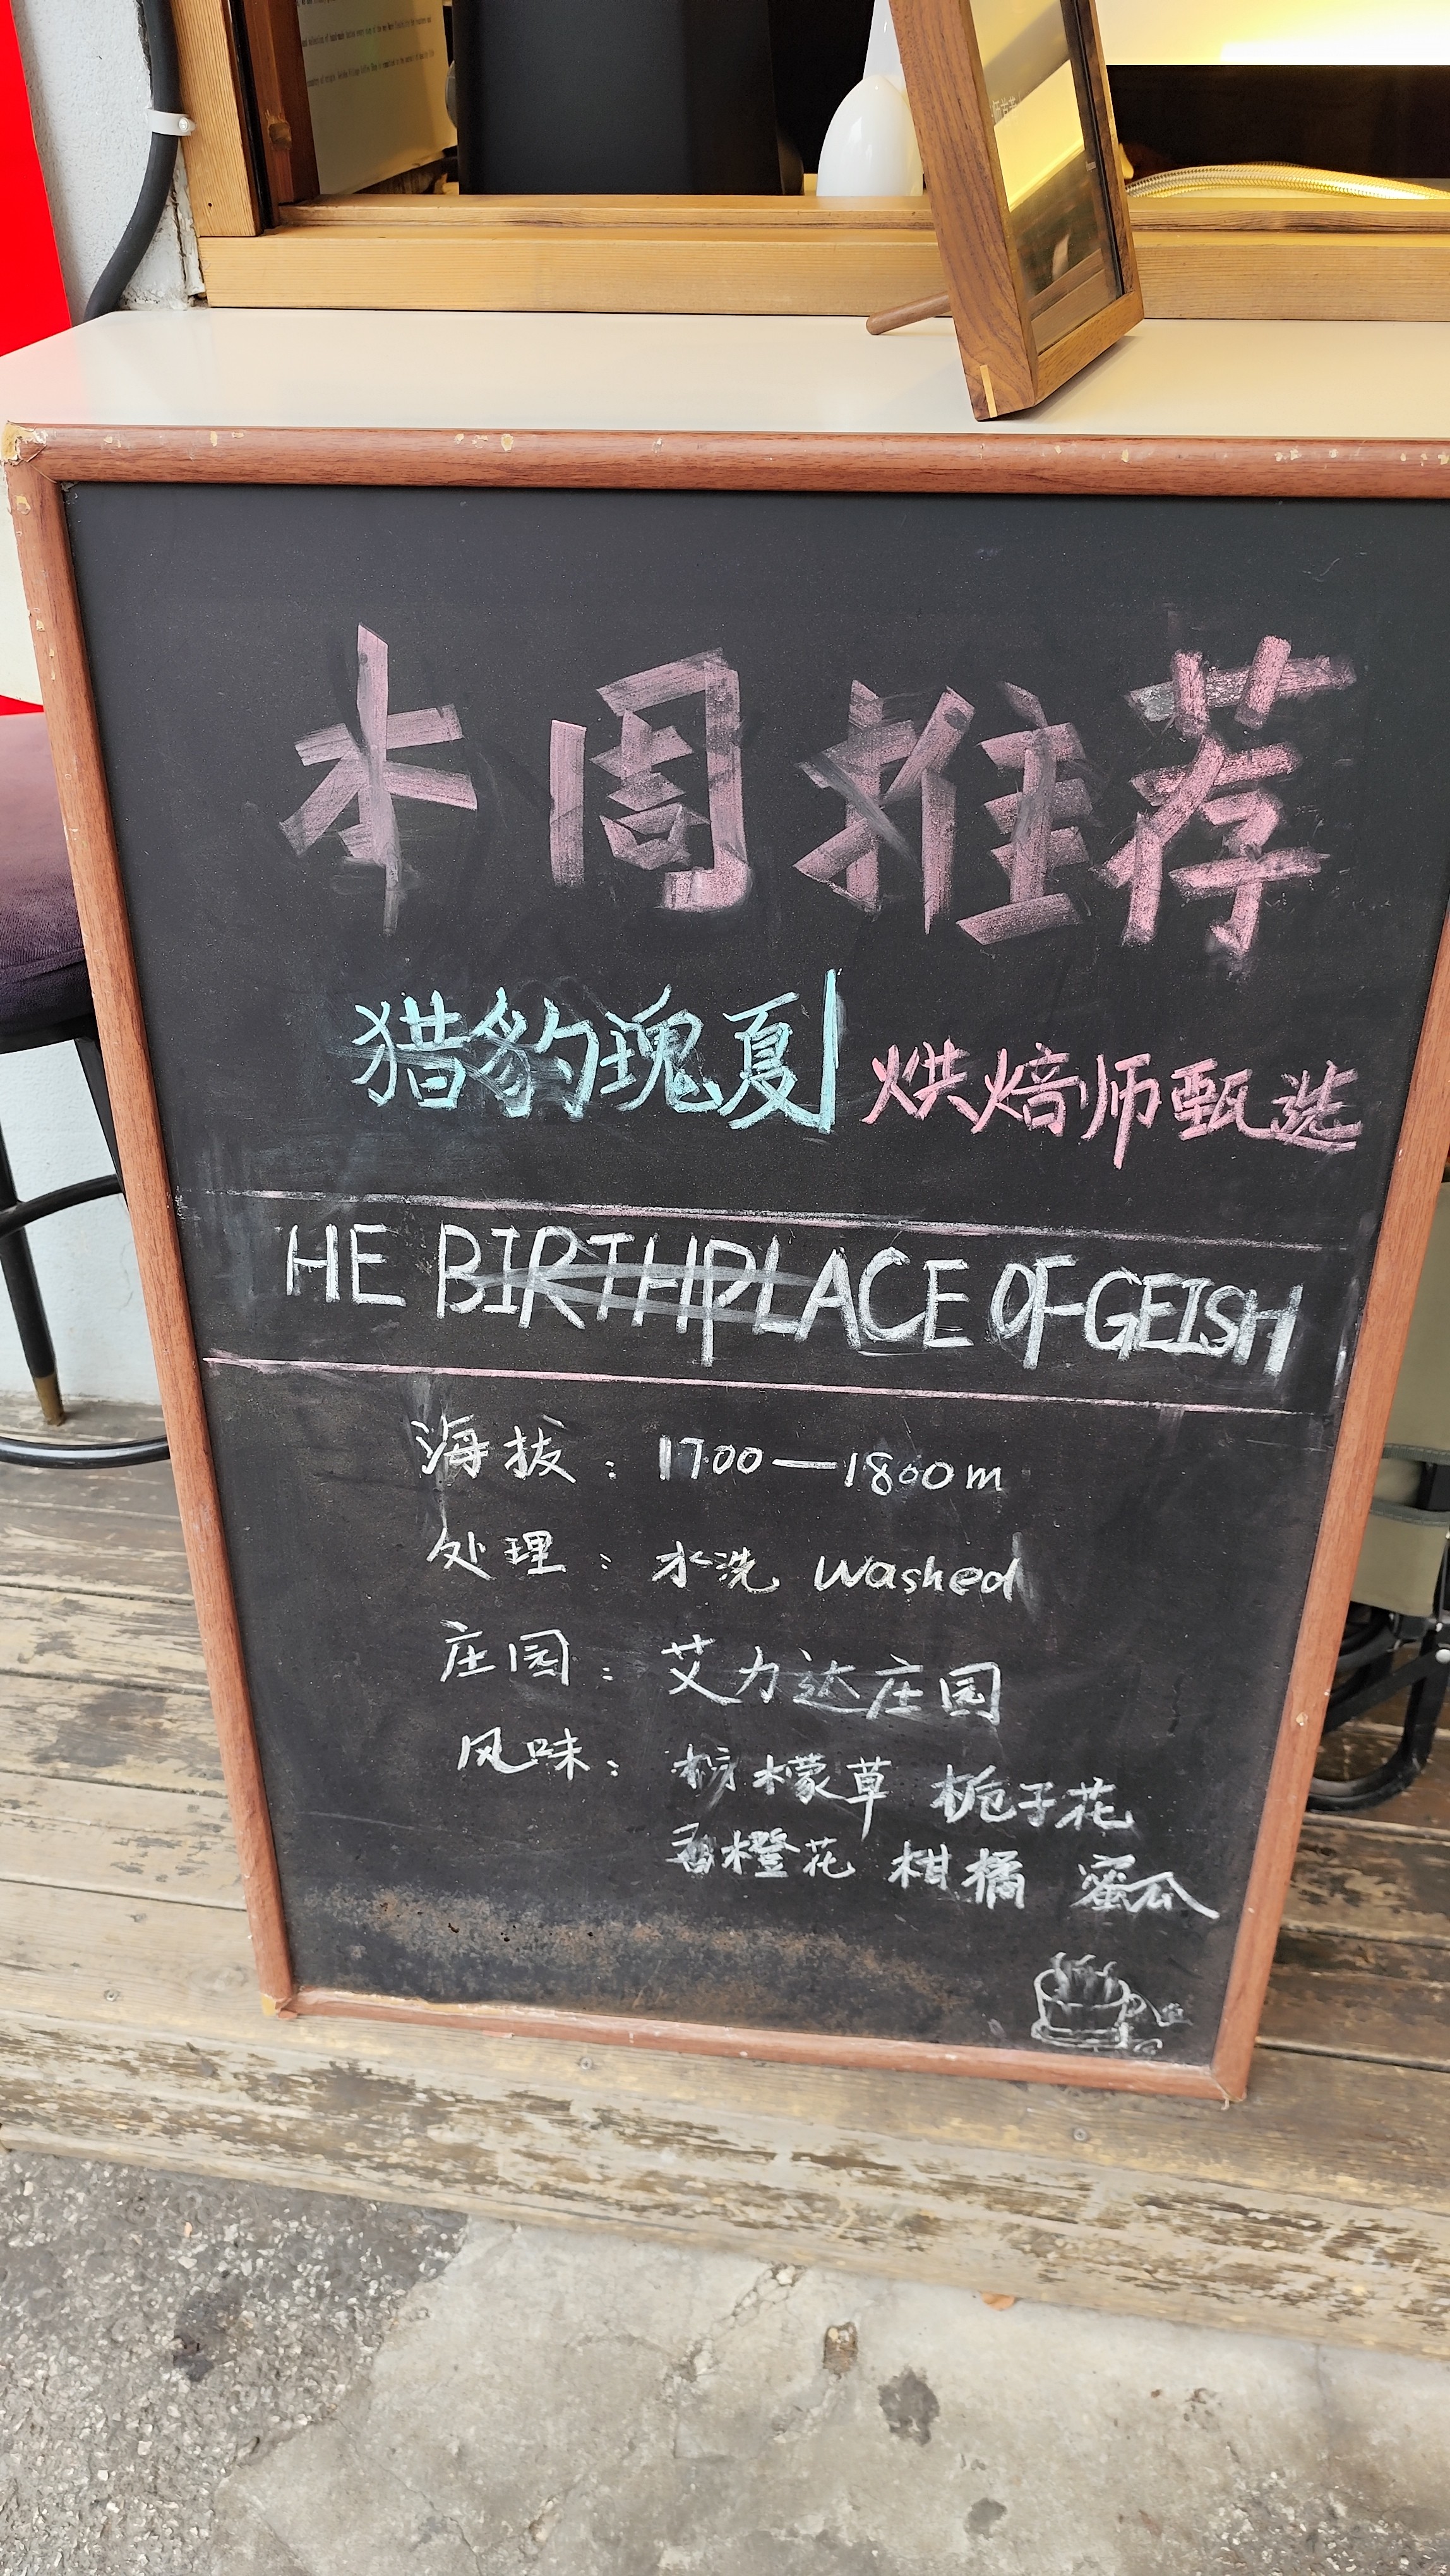 本周推荐
猎豹瑰夏 烘焙师甄选
HE BIRTHPLACE OF GEISH
海拔：1700—1800m
处理：水洗 Washed
庄园：艾力达庄园
风味：柠檬草 栀子花
香橙花 柑橘 蜜瓜